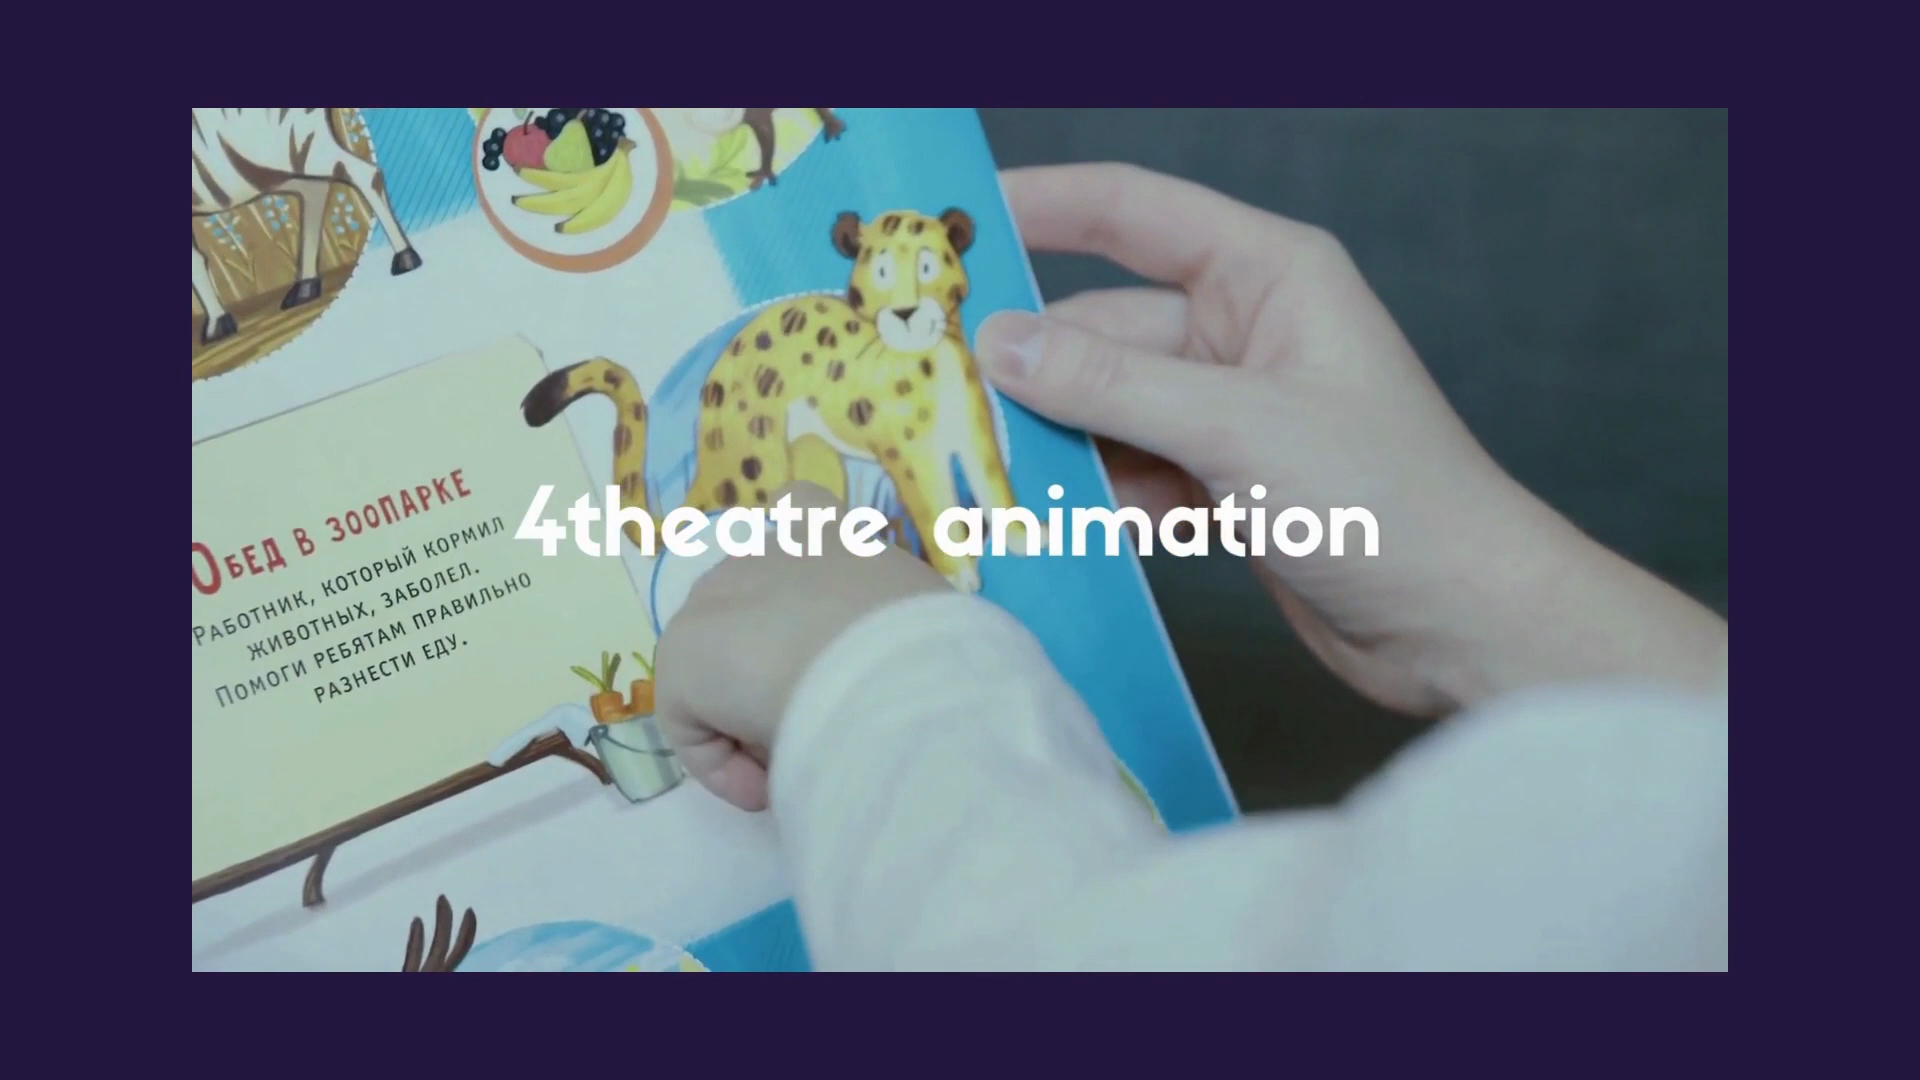 4theatre animation
Обед в зоопарке
Работник, который кормил
животных, заболел.
Помоги ребятам правильно
разнести еду.